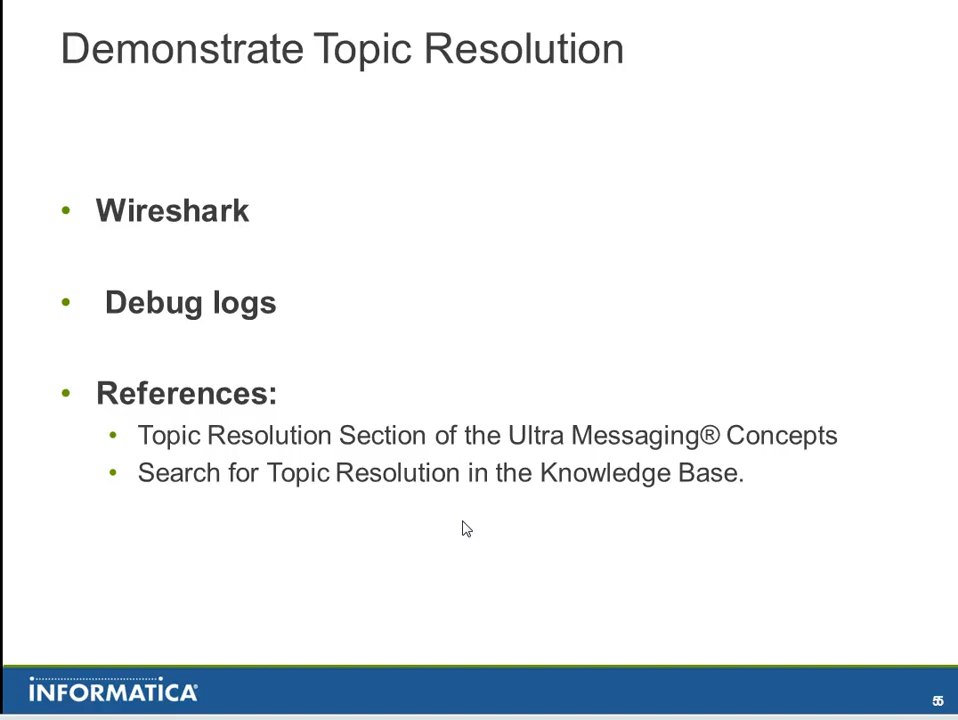 Demonstrate Topic Resolution
• Wireshark
• Debug logs
• References:
• Topic Resolution Section of the Ultra Messaging® Concepts
• Search for Topic Resolution in the Knowledge Base.
INFORMATICA®